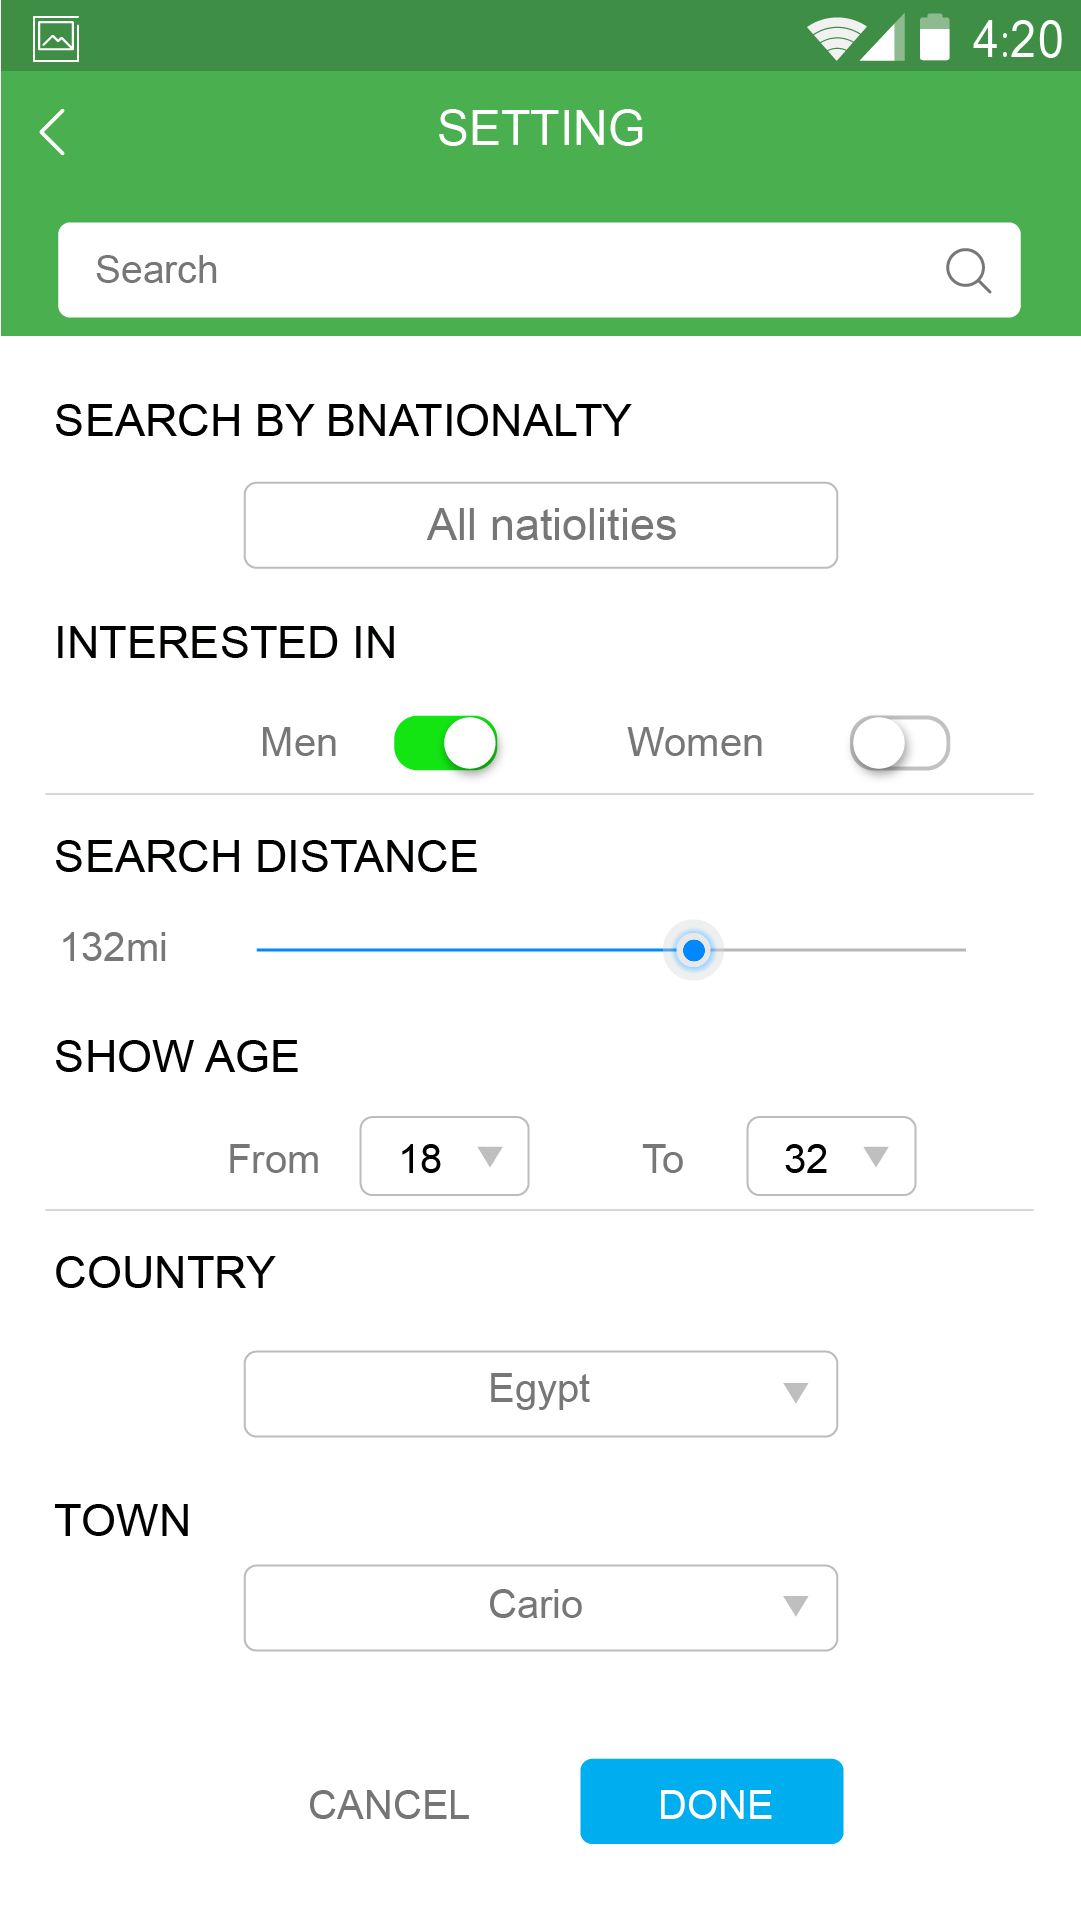 4:20
SETTING
Search
SEARCH BY BNATIONALTY
All natiolities
INTERESTED IN
Men Women
SEARCH DISTANCE
132mi
SHOW AGE
From 18 To 32
COUNTRY
Egypt
TOWN
Cario
CANCEL DONE